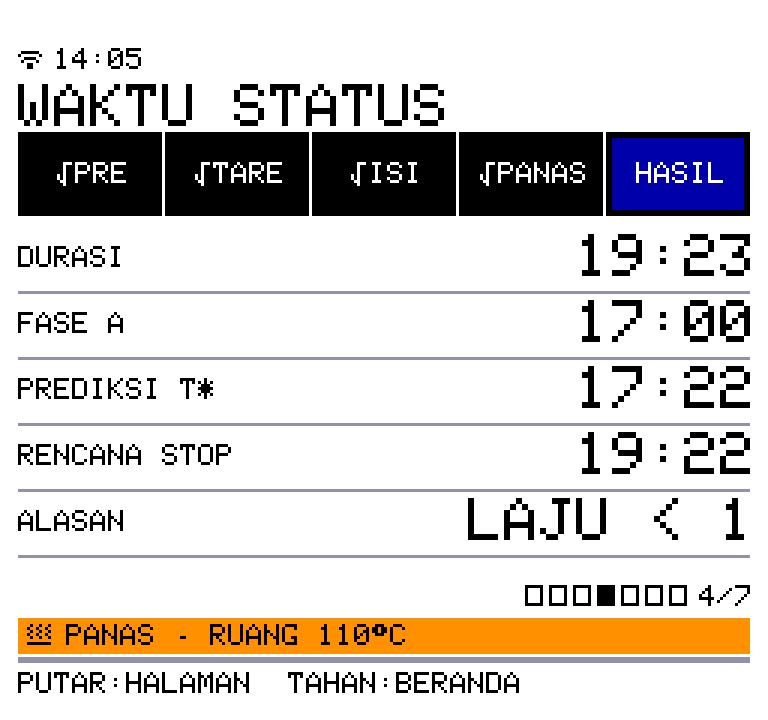 14:05
WAKTU STATUS
√PRE √TARE √ISI √PANAS HASIL
DURASI 19:23
FASE A 17:00
PREDIKSI T* 17:22
RENCANA STOP 19:22
ALASAN LAJU < 1
4/7
PANAS - RUANG 110°C
PUTAR:HALAMAN TAHAN:BERANDA